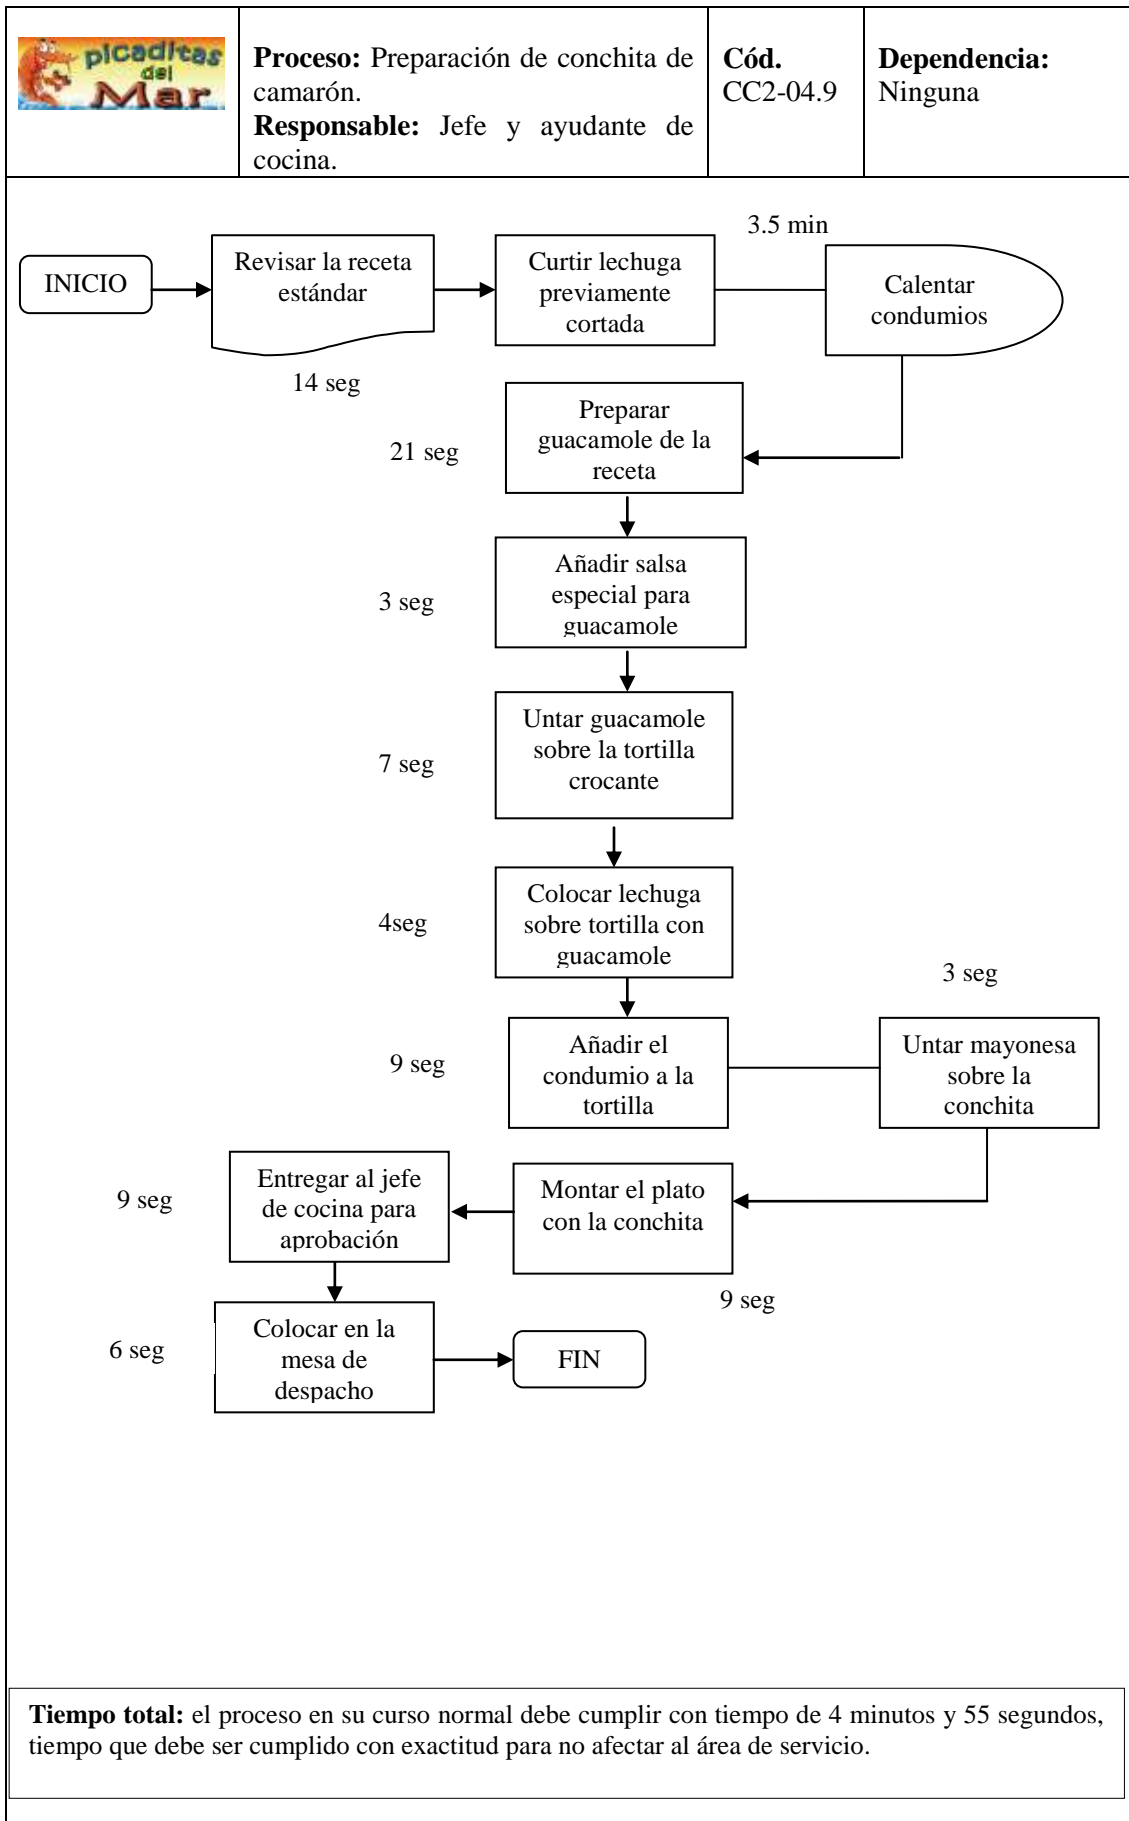 picaditas
del
Mar
Proceso: Preparación de conchita de
camarón.
Responsable: Jefe y ayudante de
cocina.
Cód.
CC2-04.9
Dependencia:
Ninguna
3.5 min
INICIO
Revisar la receta
estándar
Curtir lechuga
previamente
cortada
Calentar
condumios
14 seg
Preparar
guacamole de la
receta
21 seg
Añadir salsa
especial para
guacamole
3 seg
Untar guacamole
sobre la tortilla
crocante
7 seg
Colocar lechuga
sobre tortilla con
guacamole
4seg
3 seg
Añadir el
condumio a la
tortilla
9 seg
Untar mayonesa
sobre la
conchita
Entregar al jefe
de cocina para
aprobación
9 seg
Montar el plato
con la conchita
9 seg
Colocar en la
mesa de
despacho
6 seg
FIN
Tiempo total: el proceso en su curso normal debe cumplir con tiempo de 4 minutos y 55 segundos,
tiempo que debe ser cumplido con exactitud para no afectar al área de servicio.